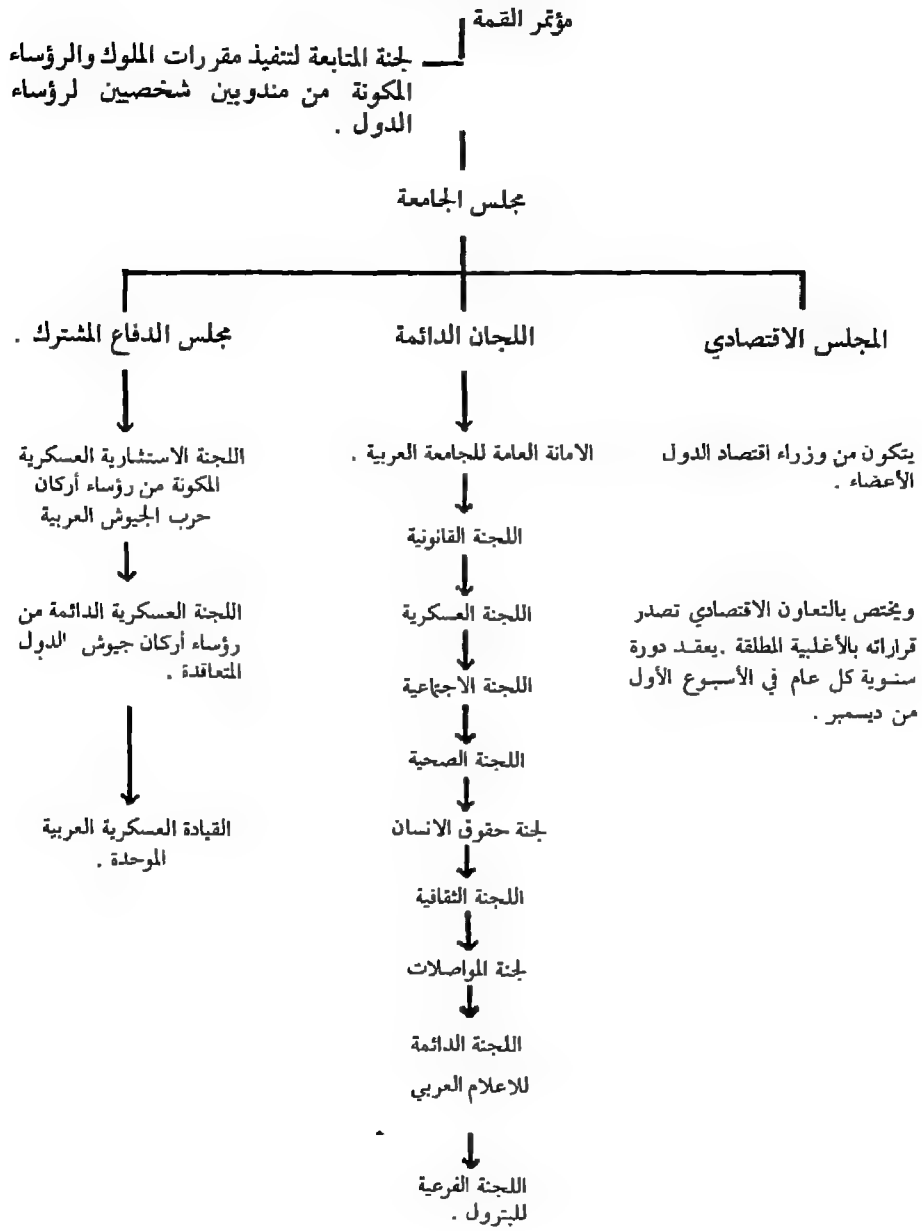 مؤتمر القمة
لجنة المتابعة لتنفيذ مقررات الملوك والرؤساء
المكونة من مندوبين شخصيين لرؤساء
الدول .
مجلس الجامعة
المجلس الاقتصادي
يتكون من وزراء اقتصاد الدول
الأعضاء .
ويختص بالتعاون الاقتصادي تصدر
قراراته بالأغلبية المطلقة .يعقد دورة
سنوية كل عام في الأسبوع الأول
من ديسمبر .
اللجان الدائمة
الامانة العامة للجامعة العربية .
اللجنة القانونية
اللجنة العسكرية
اللجنة الاجتماعية
اللجنة الصحية
لجنة حقوق الانسان
اللجنة الثقافية
لجنة المواصلات
اللجنة الدائمة
للاعلام العربي
اللجنة الفرعية
للبترول .
مجلس الدفاع المشترك .
اللجنة الاستشارية العسكرية
المكونة من رؤساء أركان
حرب الجيوش العربية
اللجنة العسكرية الدائمة من
رؤساء أركان جيوش الدول
المتعاقدة .
القيادة العسكرية العربية
الموحدة .